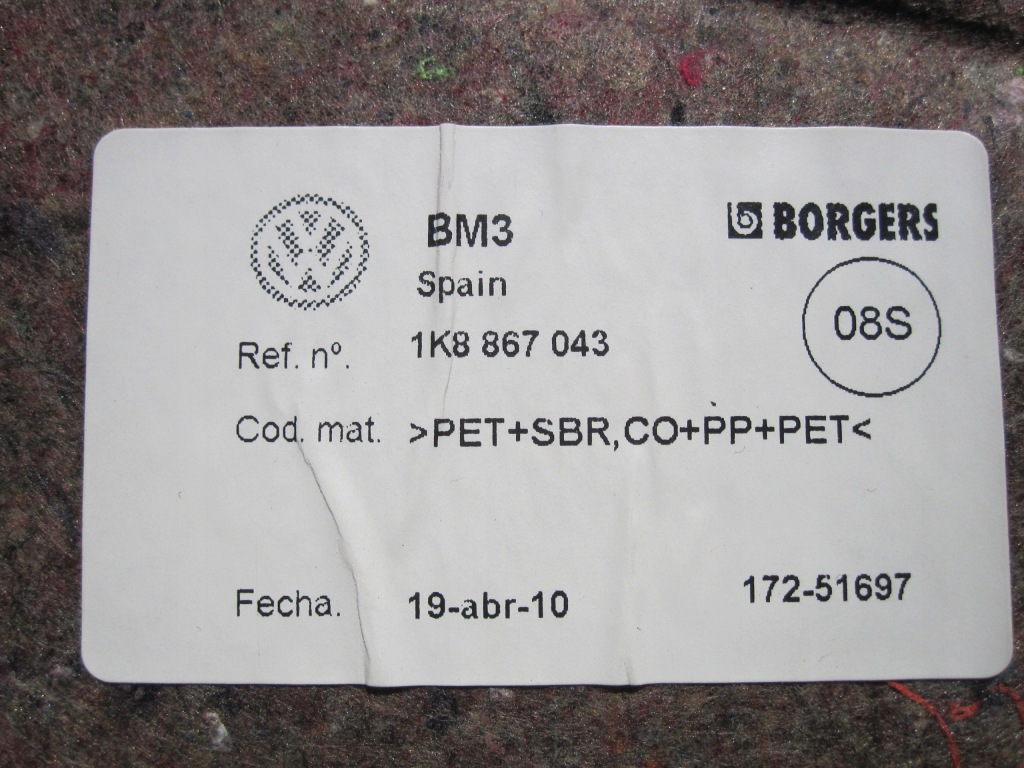 BM3
BORGERS
Spain
08S
Ref. nº. 1K8 867 043
Cod. mat. >PET+SBR,CO+PP+PET<
Fecha. 19-abr-10 172-51697